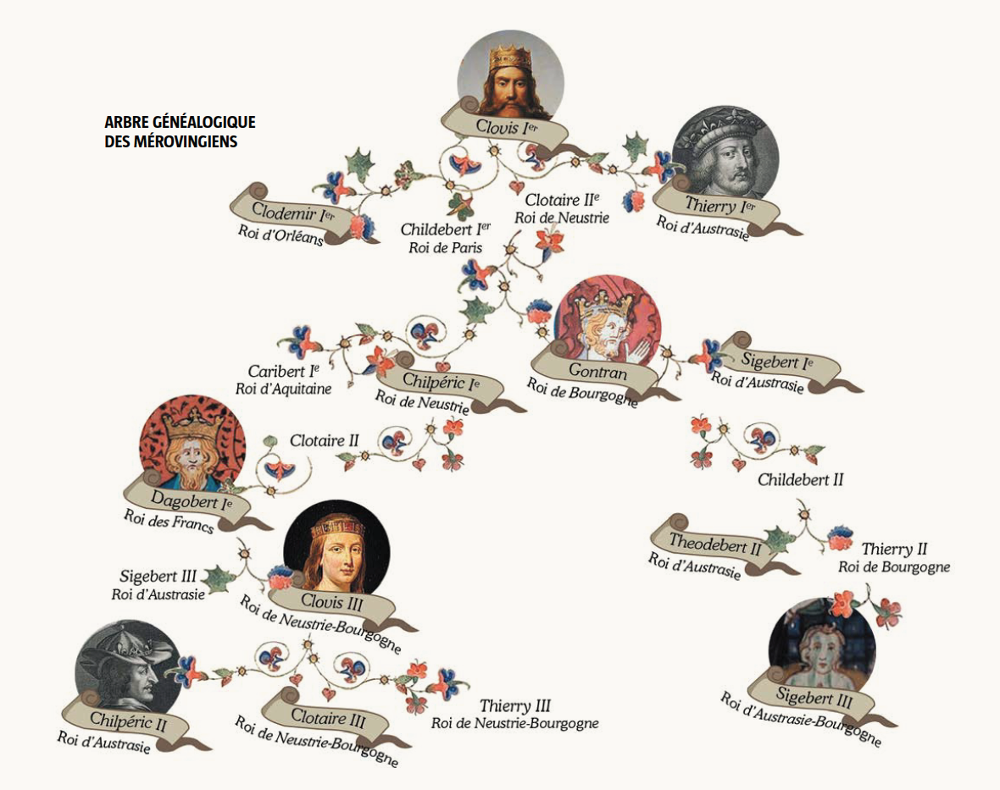 ARBRE GÉNÉALOGIQUE
DES MÉROVINGIENS
Clovis Iᵉʳ
Clodemir Iᵉʳ
Roi d'Orléans
Childebert Iᵉʳ
Roi de Paris
Clotaire IIᵉ
Roi de Neustrie
Thierry Iᵉʳ
Roi d'Austrasie
Caribert Iᵉ
Roi d'Aquitaine
Chilpéric Iᵉ
Roi de Neustrie
Gontran
Roi de Bourgogne
Sigebert Iᵉ
Roi d'Austrasie
Clotaire II
Childebert II
Dagobert Iᵉ
Roi des Francs
Theodebert II
Roi d'Austrasie
Thierry II
Roi de Bourgogne
Sigebert III
Roi d'Austrasie
Clovis III
Roi de Neustrie-Bourgogne
Sigebert III
Roi d'Austrasie-Bourgogne
Chilpéric II
Roi d'Austrasie
Clotaire III
Roi de Neustrie-Bourgogne
Thierry III
Roi de Neustrie-Bourgogne